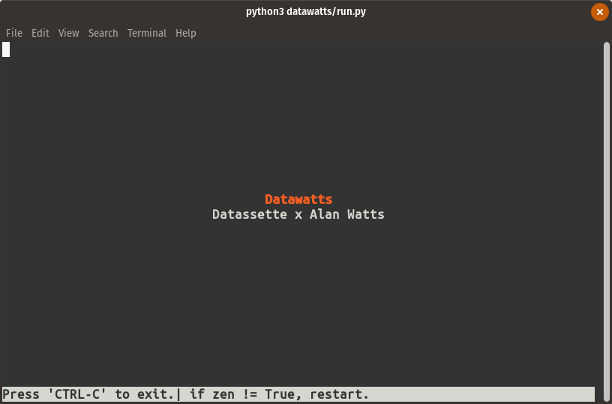 python3 datawatts/run.py
File Edit View Search Terminal Help
Datawatts
Datassette x Alan Watts
Press 'CTRL-C' to exit.| if zen != True, restart.